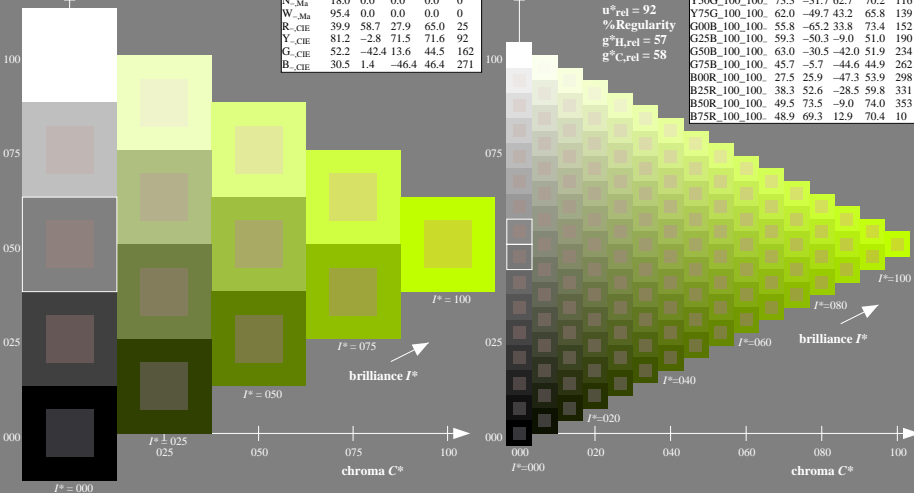 N–,Ma 18.0 0.0 0.0 0.0 0
W–,Ma 95.4 0.0 0.0 0.0 0
R–,CIE 39.9 58.7 27.9 65.0 25
Y–,CIE 81.2 –2.8 71.5 71.6 92
G–,CIE 52.2 –42.4 13.6 44.5 162
B–,CIE 30.5 1.4 –46.4 46.4 271
100
075
050
025
000
I* = 100
I* = 075
brilliance I*
I* = 050
I* = 025
025
050
075
100
chroma C*
I* = 000
u*rel = 92
%Regularity
g*H,rel = 57
g*C,rel = 58
Y75G_100_100_ 62.0 –49.7 43.2 65.8 139
G00B_100_100_ 55.8 –65.2 33.8 73.4 152
G25B_100_100_ 59.3 –50.3 –9.0 51.0 190
G50B_100_100_ 63.0 –30.5 –42.0 51.9 234
G75B_100_100_ 45.7 –5.7 –44.6 44.9 262
B00R_100_100_ 27.5 25.9 –47.3 53.9 298
B25R_100_100_ 38.3 52.6 –28.5 59.8 331
B50R_100_100_ 49.5 73.5 –9.0 74.0 353
B75R_100_100_ 48.9 69.3 12.9 70.4 10
100
075
050
025
000
I*=100
I*=080
brilliance I*
I*=060
I*=040
I*=020
000
020
040
060
080
100
I*=000
chroma C*